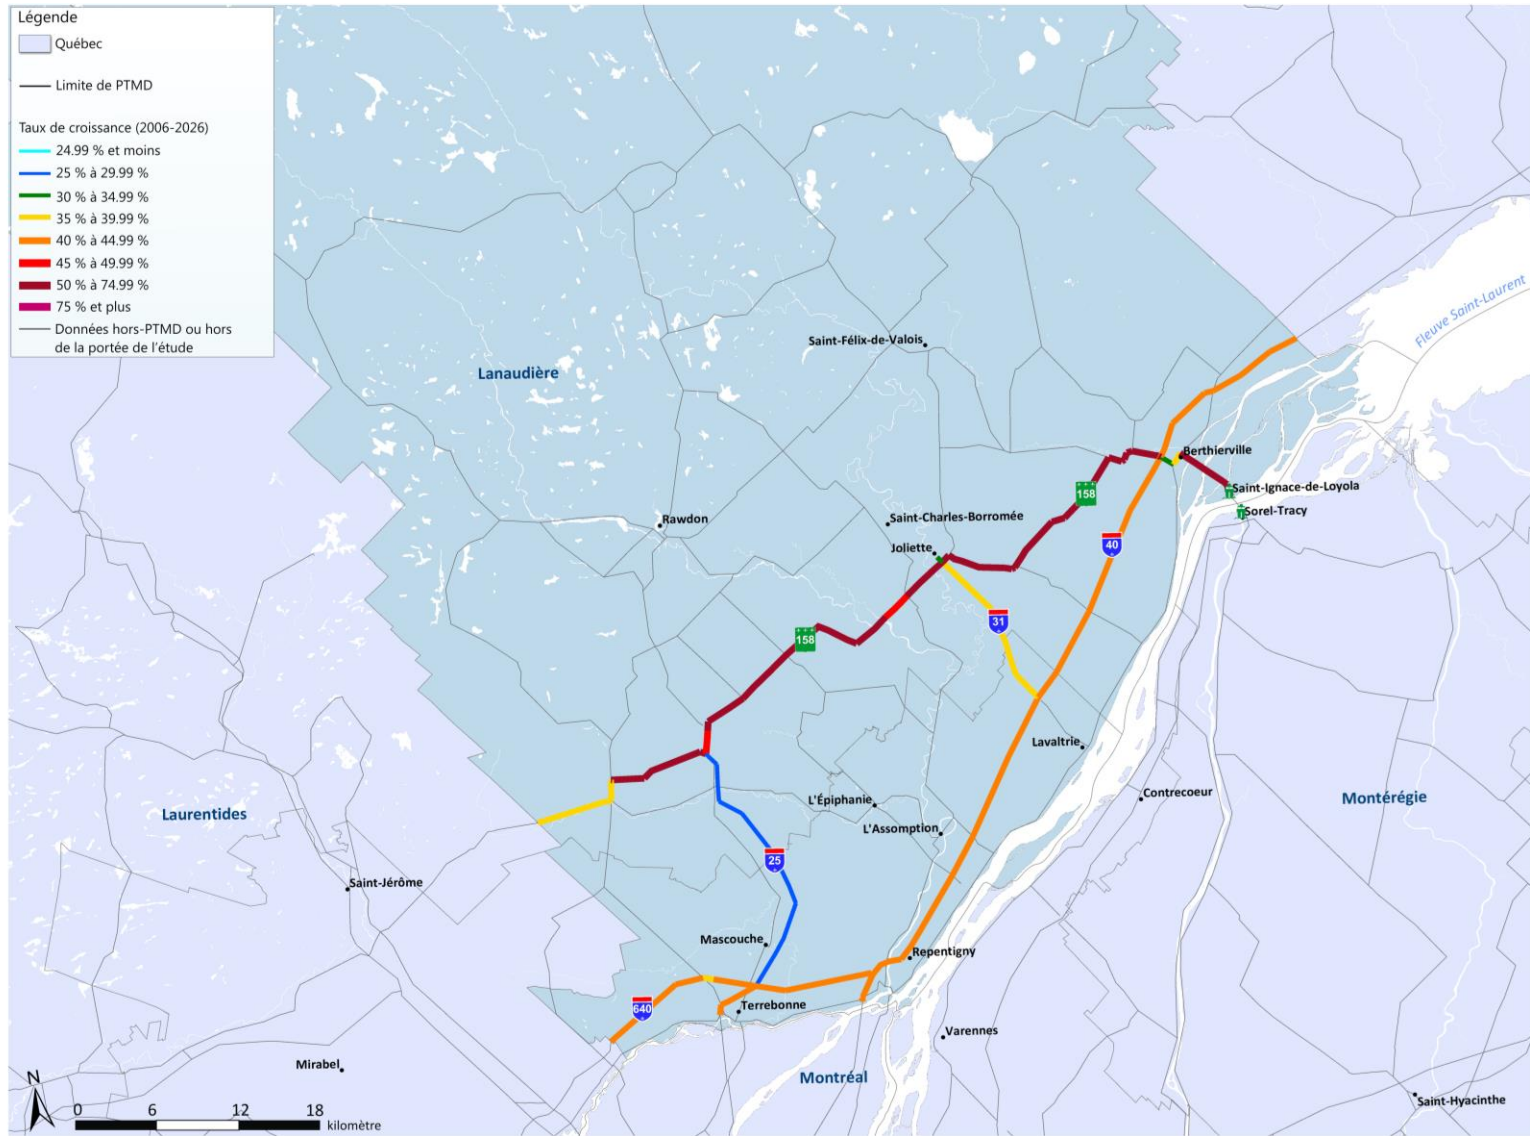 Légende
Québec
Limite de PTMD
Taux de croissance (2006-2026)
24.99 % et moins
25 % à 29.99 %
30 % à 34.99 %
35 % à 39.99 %
40 % à 44.99 %
45 % à 49.99 %
50 % à 74.99 %
75 % et plus
Données hors-PTMD ou hors
de la portée de l'étude
Fleuve Saint-Laurent
Saint-Félix-de-Valois
Lanaudière
Berthierville
Saint-Ignace-de-Loyola
158
Sorel-Tracy
Rawdon
Saint-Charles-Borromée
Joliette
40
31
158
Lavaltrie
Contrecoeur
Montérégie
L'Épiphanie
Laurentides
L'Assomption
25
Saint-Jérôme
Mascouche
Repentigny
640
Terrebonne
Varennes
Mirabel
Montréal
Saint-Hyacinthe
N
0 6 12 18
kilomètre